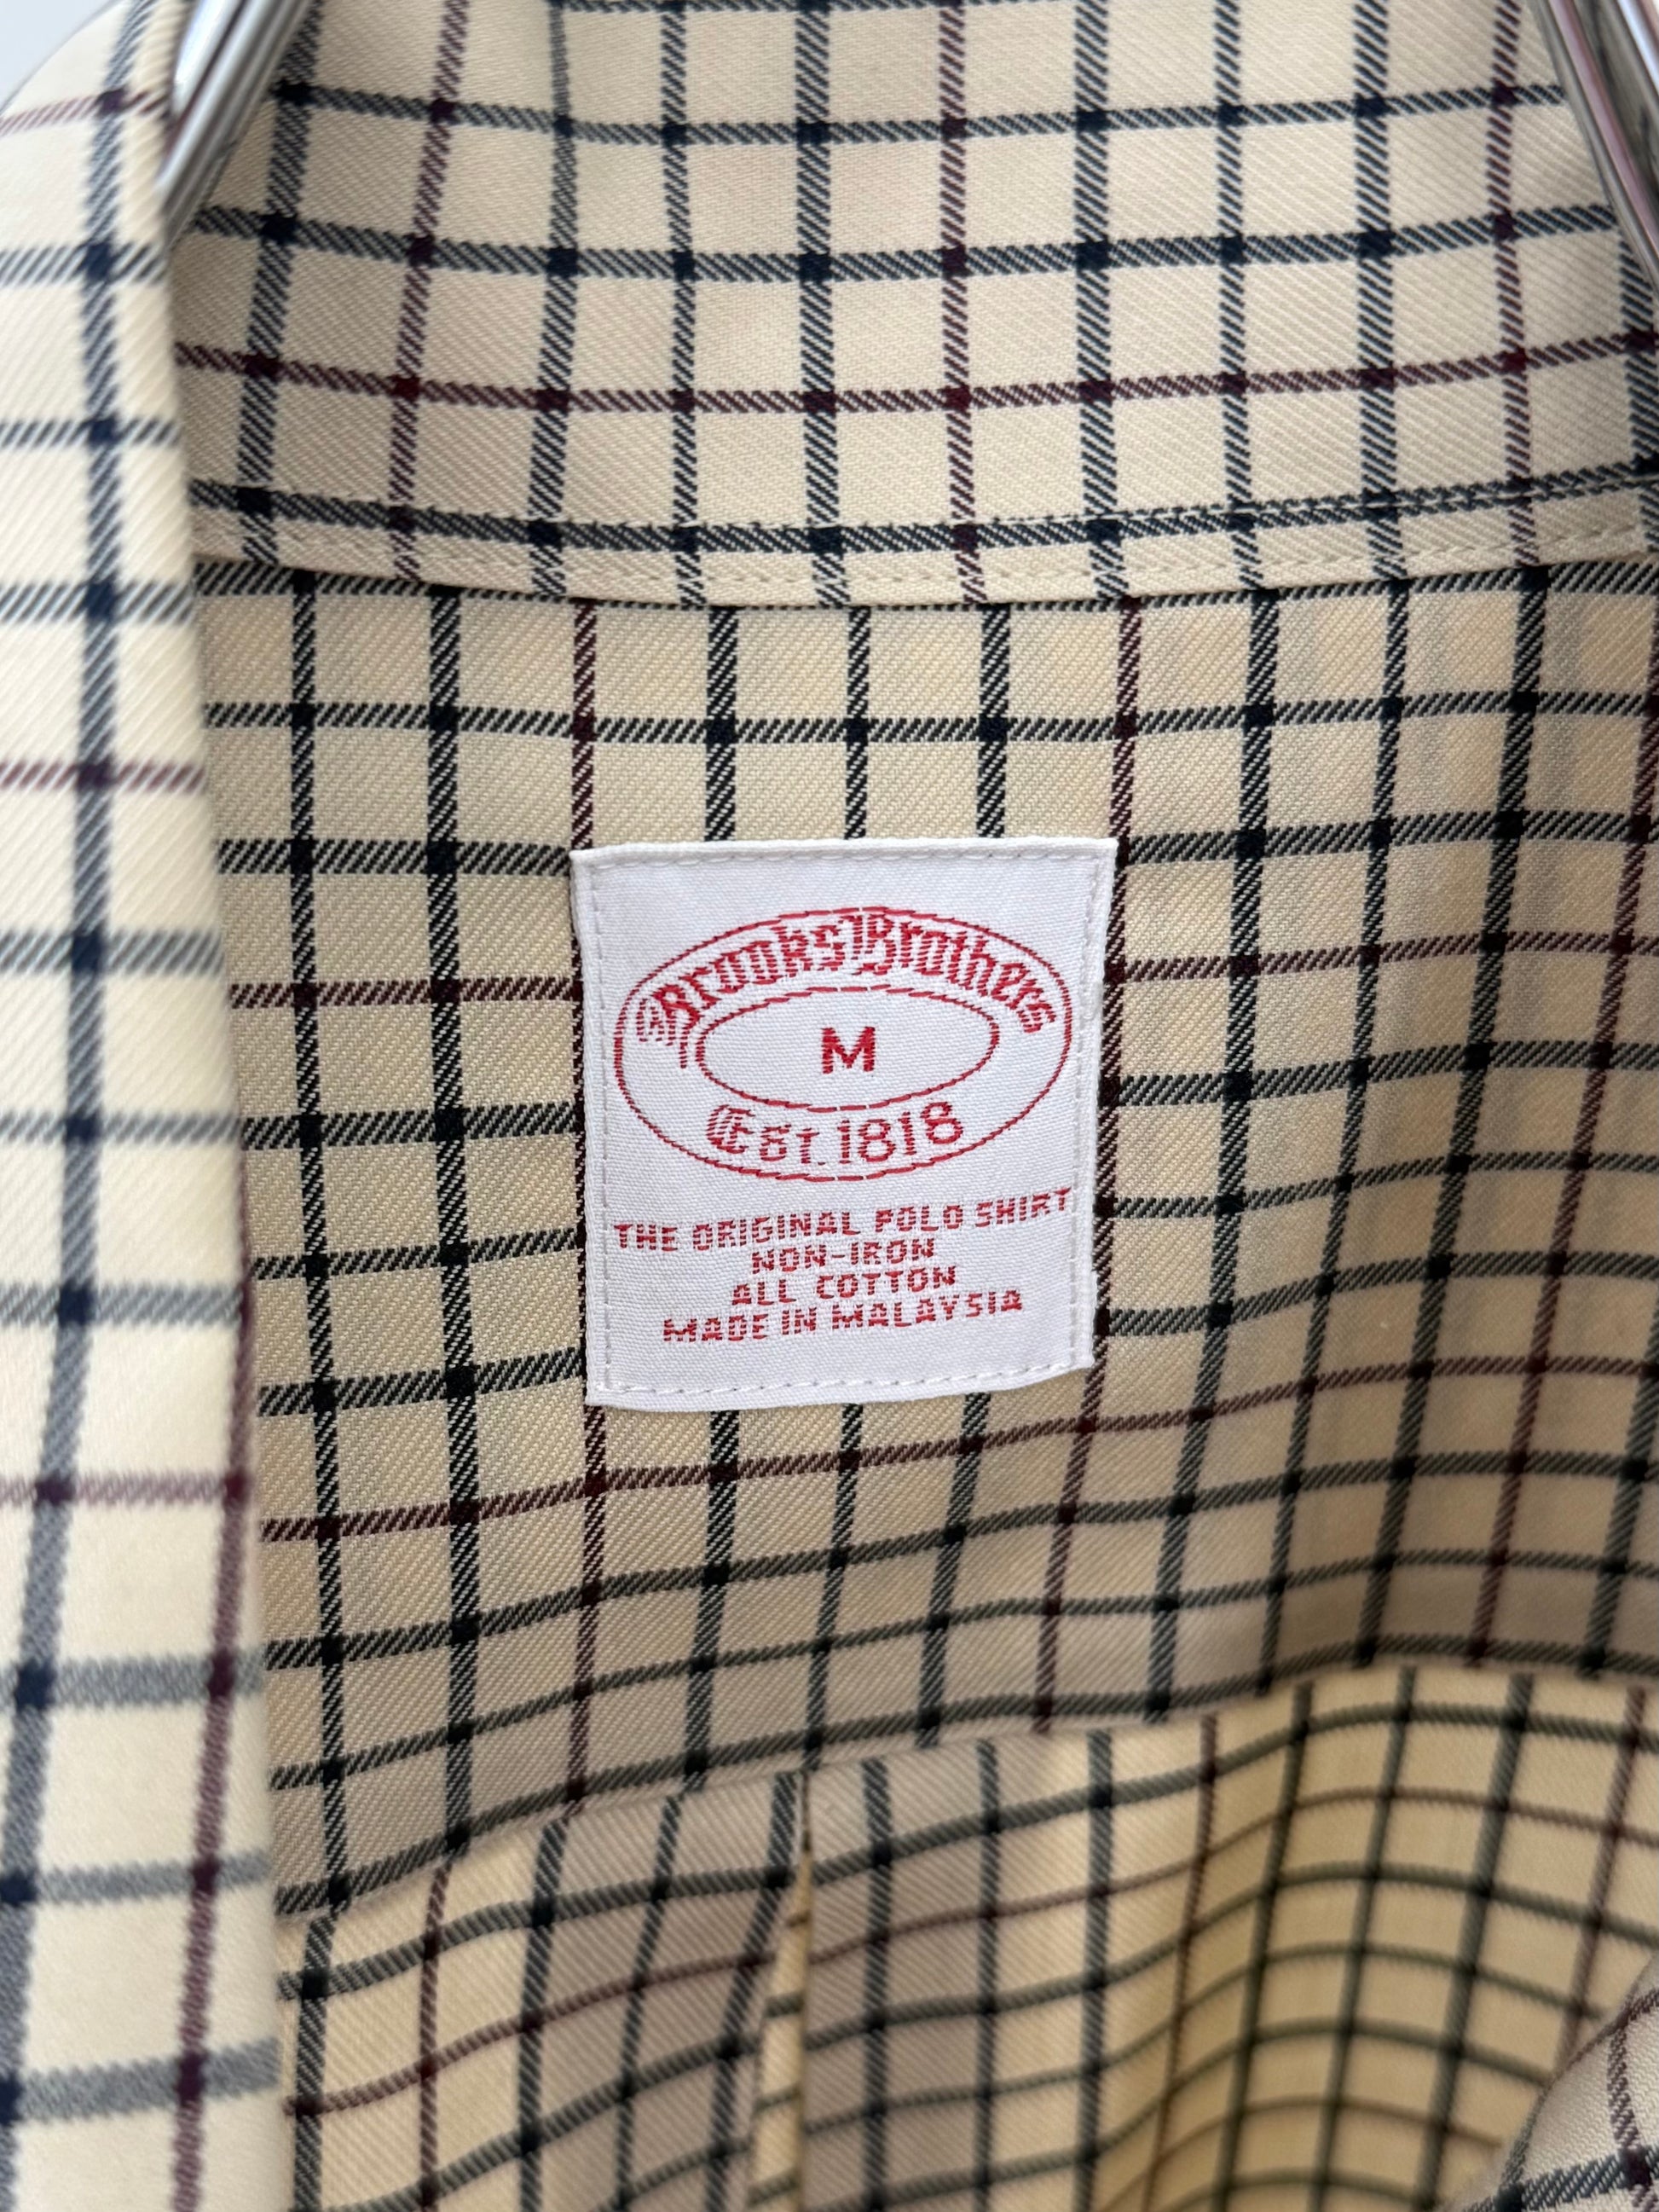 Brooks Brothers
M
Est. 1818
THE ORIGINAL POLO SHIRT
NON-IRON
ALL COTTON
MADE IN MALAYSIA